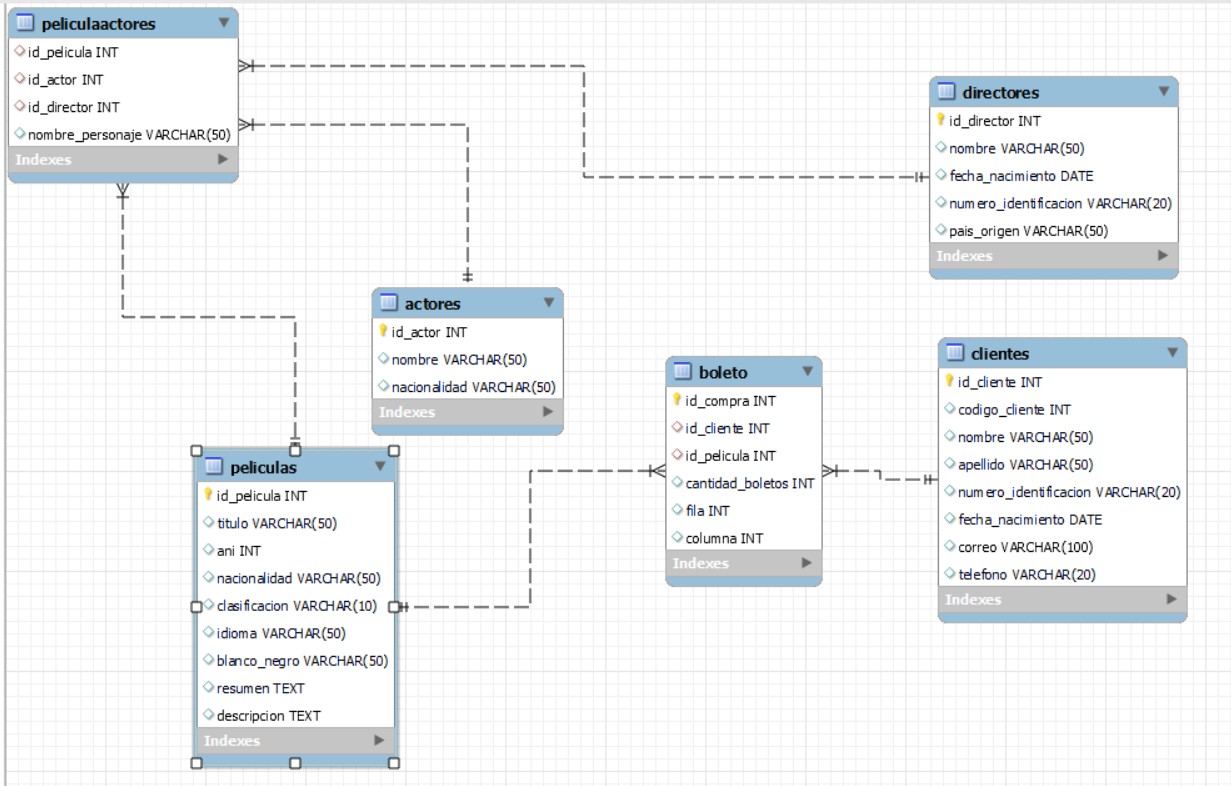 peliculaactores
id_pelicula INT
id_actor INT
id_director INT
nombre_personaje VARCHAR(50)
Indexes
directores
id_director INT
nombre VARCHAR(50)
fecha_nacimiento DATE
numero_identificacion VARCHAR(20)
pais_origen VARCHAR(50)
Indexes
actores
id_actor INT
nombre VARCHAR(50)
nacionalidad VARCHAR(50)
Indexes
boleto
id_compra INT
id_cliente INT
id_pelicula INT
cantidad_boletos INT
fila INT
columna INT
Indexes
clientes
id_cliente INT
codigo_cliente INT
nombre VARCHAR(50)
apellido VARCHAR(50)
numero_identificacion VARCHAR(20)
fecha_nacimiento DATE
correo VARCHAR(100)
telefono VARCHAR(20)
Indexes
peliculas
id_pelicula INT
titulo VARCHAR(50)
ani INT
nacionalidad VARCHAR(50)
clasificacion VARCHAR(10)
idioma VARCHAR(50)
blanco_negro VARCHAR(50)
resumen TEXT
descripcion TEXT
Indexes